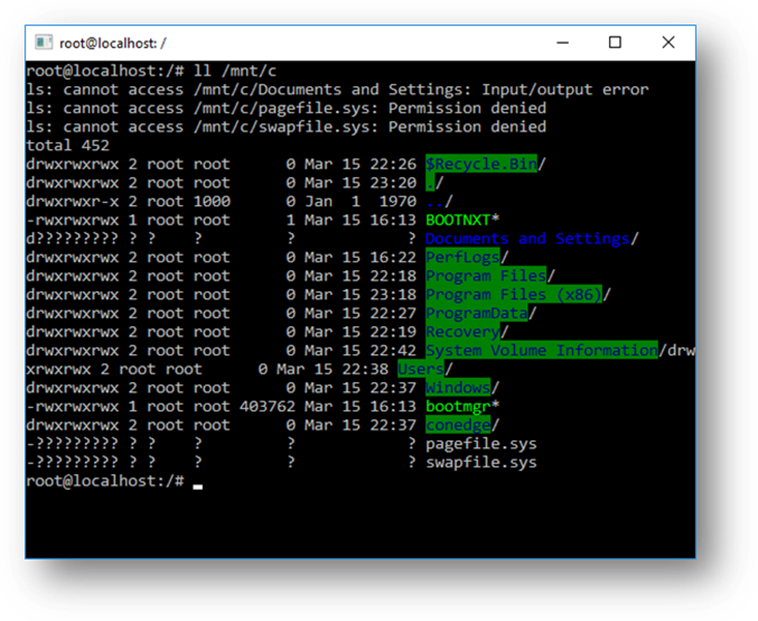 root@localhost: /
root@localhost:/# ll /mnt/c
ls: cannot access /mnt/c/Documents and Settings: Input/output error
ls: cannot access /mnt/c/pagefile.sys: Permission denied
ls: cannot access /mnt/c/swapfile.sys: Permission denied
total 452
drwxrwxrwx 2 root root      0 Mar 15 22:26 $Recycle.Bin/
drwxrwxrwx 2 root root      0 Mar 15 23:20 ./
drwxrwxr-x 2 root 1000      0 Jan  1  1970 ../
-rwxrwxrwx 1 root root      1 Mar 15 16:13 BOOTNXT*
d????????? ? ?    ?         ?            ? Documents and Settings/
drwxrwxrwx 2 root root      0 Mar 15 16:22 PerfLogs/
drwxrwxrwx 2 root root      0 Mar 15 22:18 Program Files/
drwxrwxrwx 2 root root      0 Mar 15 23:18 Program Files (x86)/
drwxrwxrwx 2 root root      0 Mar 15 22:27 ProgramData/
drwxrwxrwx 2 root root      0 Mar 15 22:19 Recovery/
drwxrwxrwx 2 root root      0 Mar 15 22:42 System Volume Information/drw
xrwxrwx 2 root root      0 Mar 15 22:38 Users/
drwxrwxrwx 2 root root      0 Mar 15 22:37 Windows/
-rwxrwxrwx 1 root root 403762 Mar 15 16:13 bootmgr*
drwxrwxrwx 2 root root      0 Mar 15 22:37 conedge/
-????????? ? ?    ?         ?            ? pagefile.sys
-????????? ? ?    ?         ?            ? swapfile.sys
root@localhost:/#